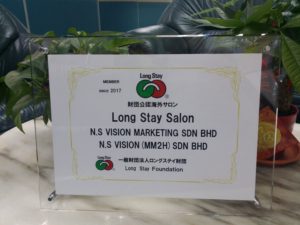 MEMBER
SINCE 2017
Long Stay
財団公認海外サロン
Long Stay Salon
N.S VISION MARKETING SDN BHD
N.S VISION (MM2H) SDN BHD
Long Stay
一般財団法人ロングステイ財団
Long Stay Foundation